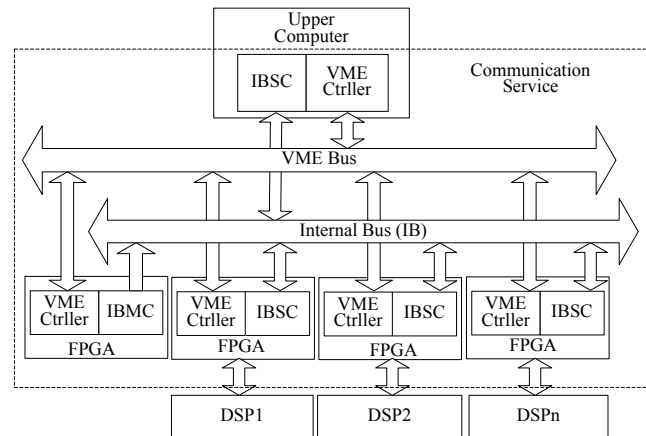 Upper
Computer
IBSC
VME
Ctrller
Communication
Service
VME Bus
Internal Bus (IB)
VME
Ctrller
IBMC
FPGA
VME
Ctrller
IBSC
FPGA
VME
Ctrller
IBSC
FPGA
VME
Ctrller
IBSC
FPGA
DSP1
DSP2
DSPn